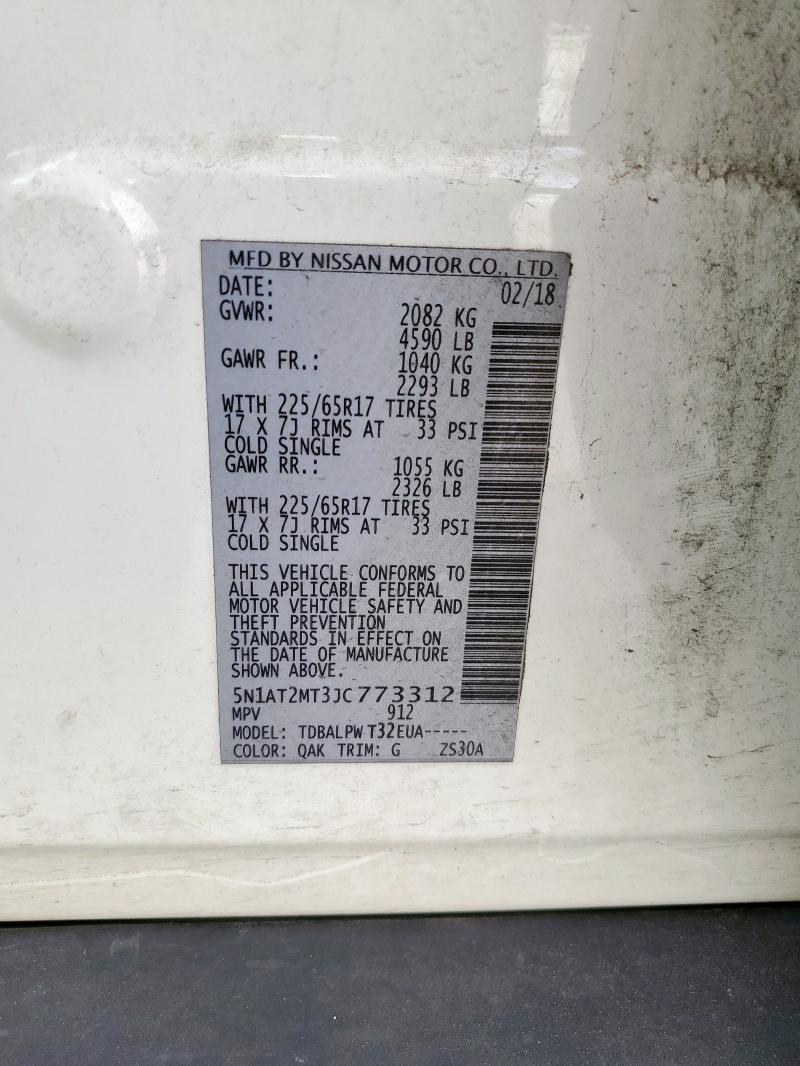 MFD BY NISSAN MOTOR CO., LTD.
DATE: 02/18
GVWR: 2082 KG
4590 LB
GAWR FR.: 1040 KG
2293 LB
WITH 225/65R17 TIRES
17 X 7J RIMS AT 33 PSI
COLD SINGLE
GAWR RR.: 1055 KG
2326 LB
WITH 225/65R17 TIRES
17 X 7J RIMS AT 33 PSI
COLD SINGLE
THIS VEHICLE CONFORMS TO
ALL APPLICABLE FEDERAL
MOTOR VEHICLE SAFETY AND
THEFT PREVENTION
STANDARDS IN EFFECT ON
THE DATE OF MANUFACTURE
SHOWN ABOVE.
5N1AT2MT3JC773312
MPV 912
MODEL: TDBALPW T32EUA-----
COLOR: QAK TRIM: G ZS30A